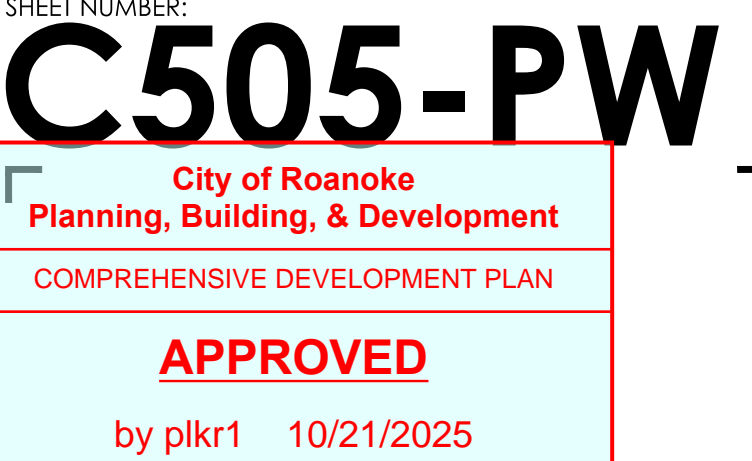 SHEET NUMBER:
C505-PW
City of Roanoke
Planning, Building, & Development
COMPREHENSIVE DEVELOPMENT PLAN
APPROVED
by plkr1 10/21/2025